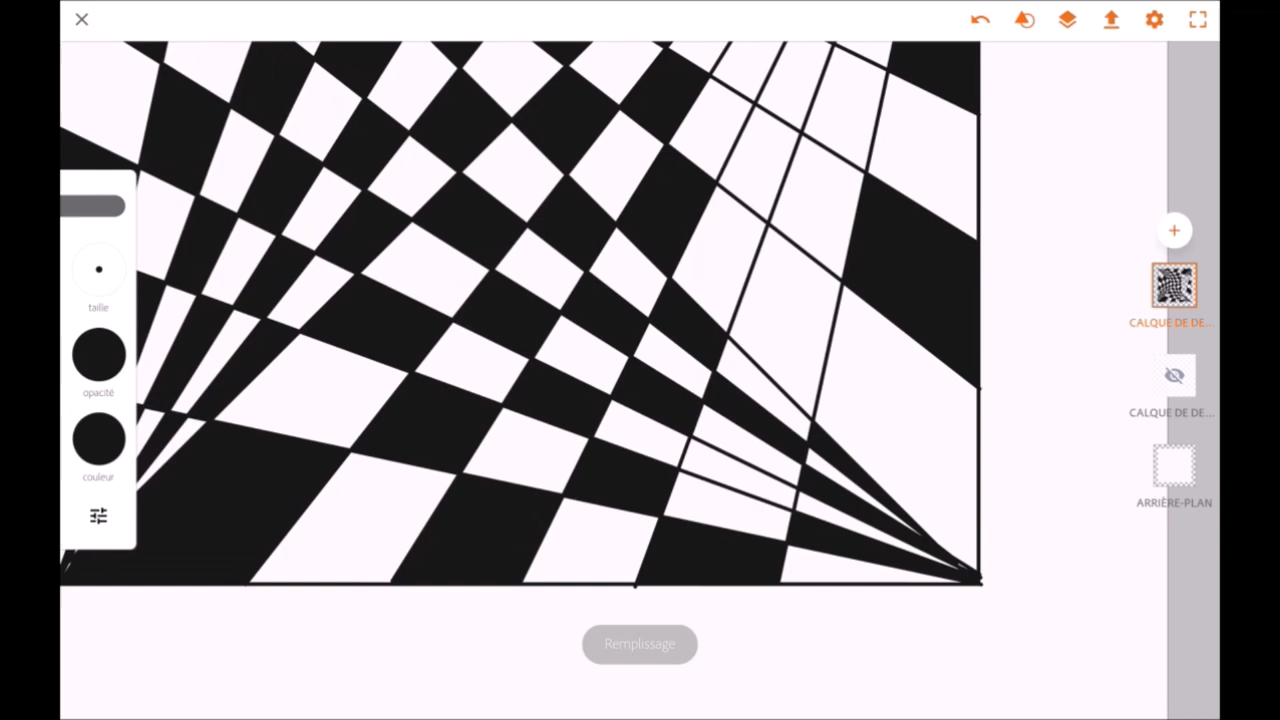 taille
opacité
couleur
CALQUE DE DE...
CALQUE DE DE...
ARRIÈRE-PLAN
Remplissage